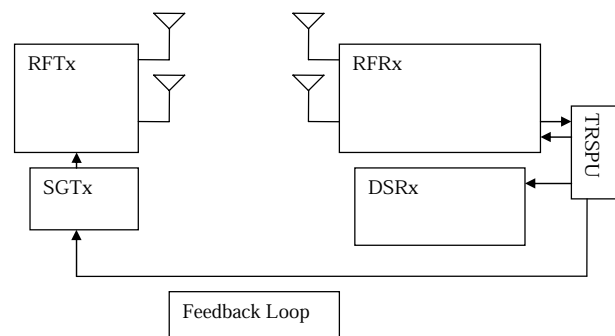 RFTx
RFRx
TRSPU
SGTx
DSRx
Feedback Loop